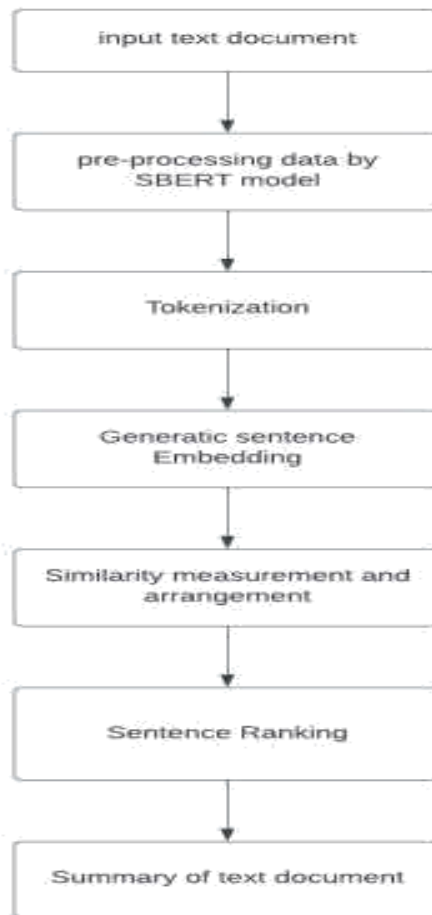 input text document
pre-processing data by
SBERT model
Tokenization
Generatic sentence
Embedding
Similarity measurement and
arrangement
Sentence Ranking
Summary of text document